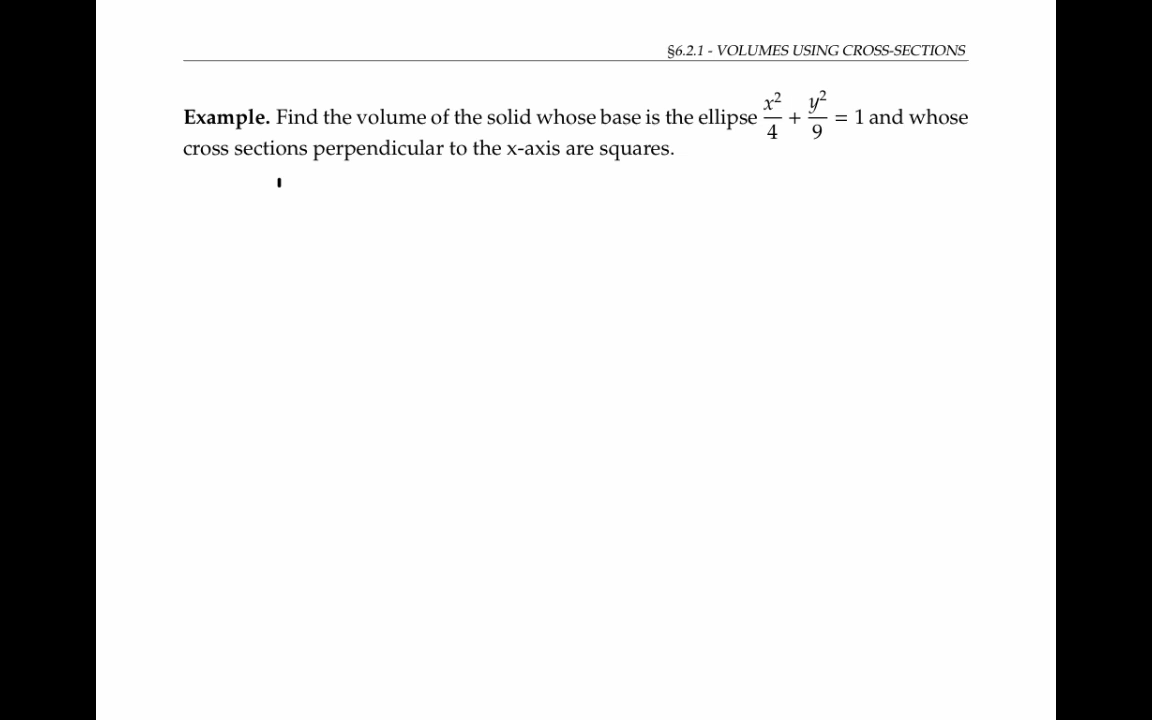 §6.2.1 - VOLUMES USING CROSS-SECTIONS
Example. Find the volume of the solid whose base is the ellipse x²/4 + y²/9 = 1 and whose
cross sections perpendicular to the x-axis are squares.